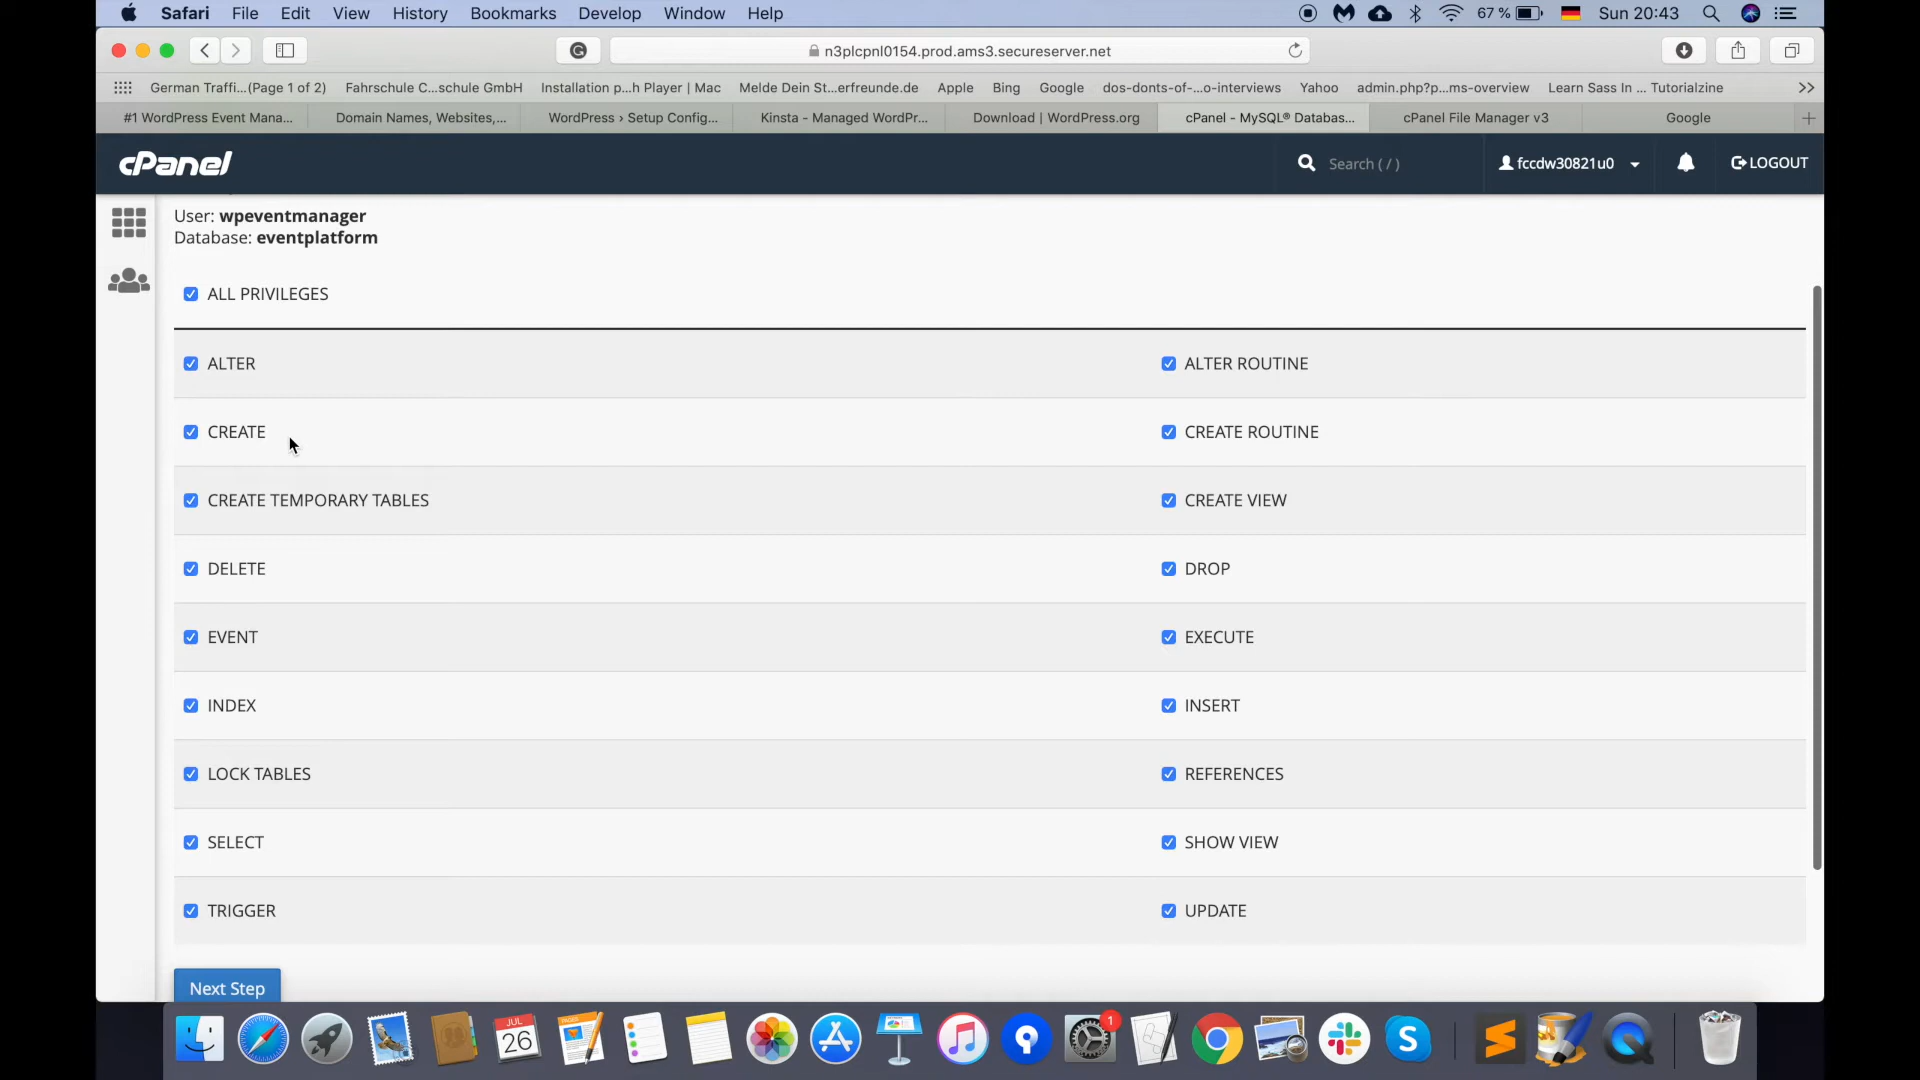 Safari File Edit View History Bookmarks Develop Window Help 67 % Sun 20:43
n3plcpnl0154.prod.ams3.secureserver.net
German Traffi...(Page 1 of 2) Fahrschule C...schule GmbH Installation p...h Player | Mac Melde Dein St...erfreunde.de Apple Bing Google dos-donts-of-...o-interviews Yahoo admin.php?p...ms-overview Learn Sass In ... Tutorialzine >>
#1 WordPress Event Mana... Domain Names, Websites,... WordPress › Setup Config... Kinsta - Managed WordPr... Download | WordPress.org cPanel - MySQL® Databas... cPanel File Manager v3 Google +
cPanel Search ( / ) fccdw30821u0 LOGOUT
User: wpeventmanager
Database: eventplatform
ALL PRIVILEGES
ALTER ALTER ROUTINE
CREATE CREATE ROUTINE
CREATE TEMPORARY TABLES CREATE VIEW
DELETE DROP
EVENT EXECUTE
INDEX INSERT
LOCK TABLES REFERENCES
SELECT SHOW VIEW
TRIGGER UPDATE
Next Step
JUL
26
PAGES
1